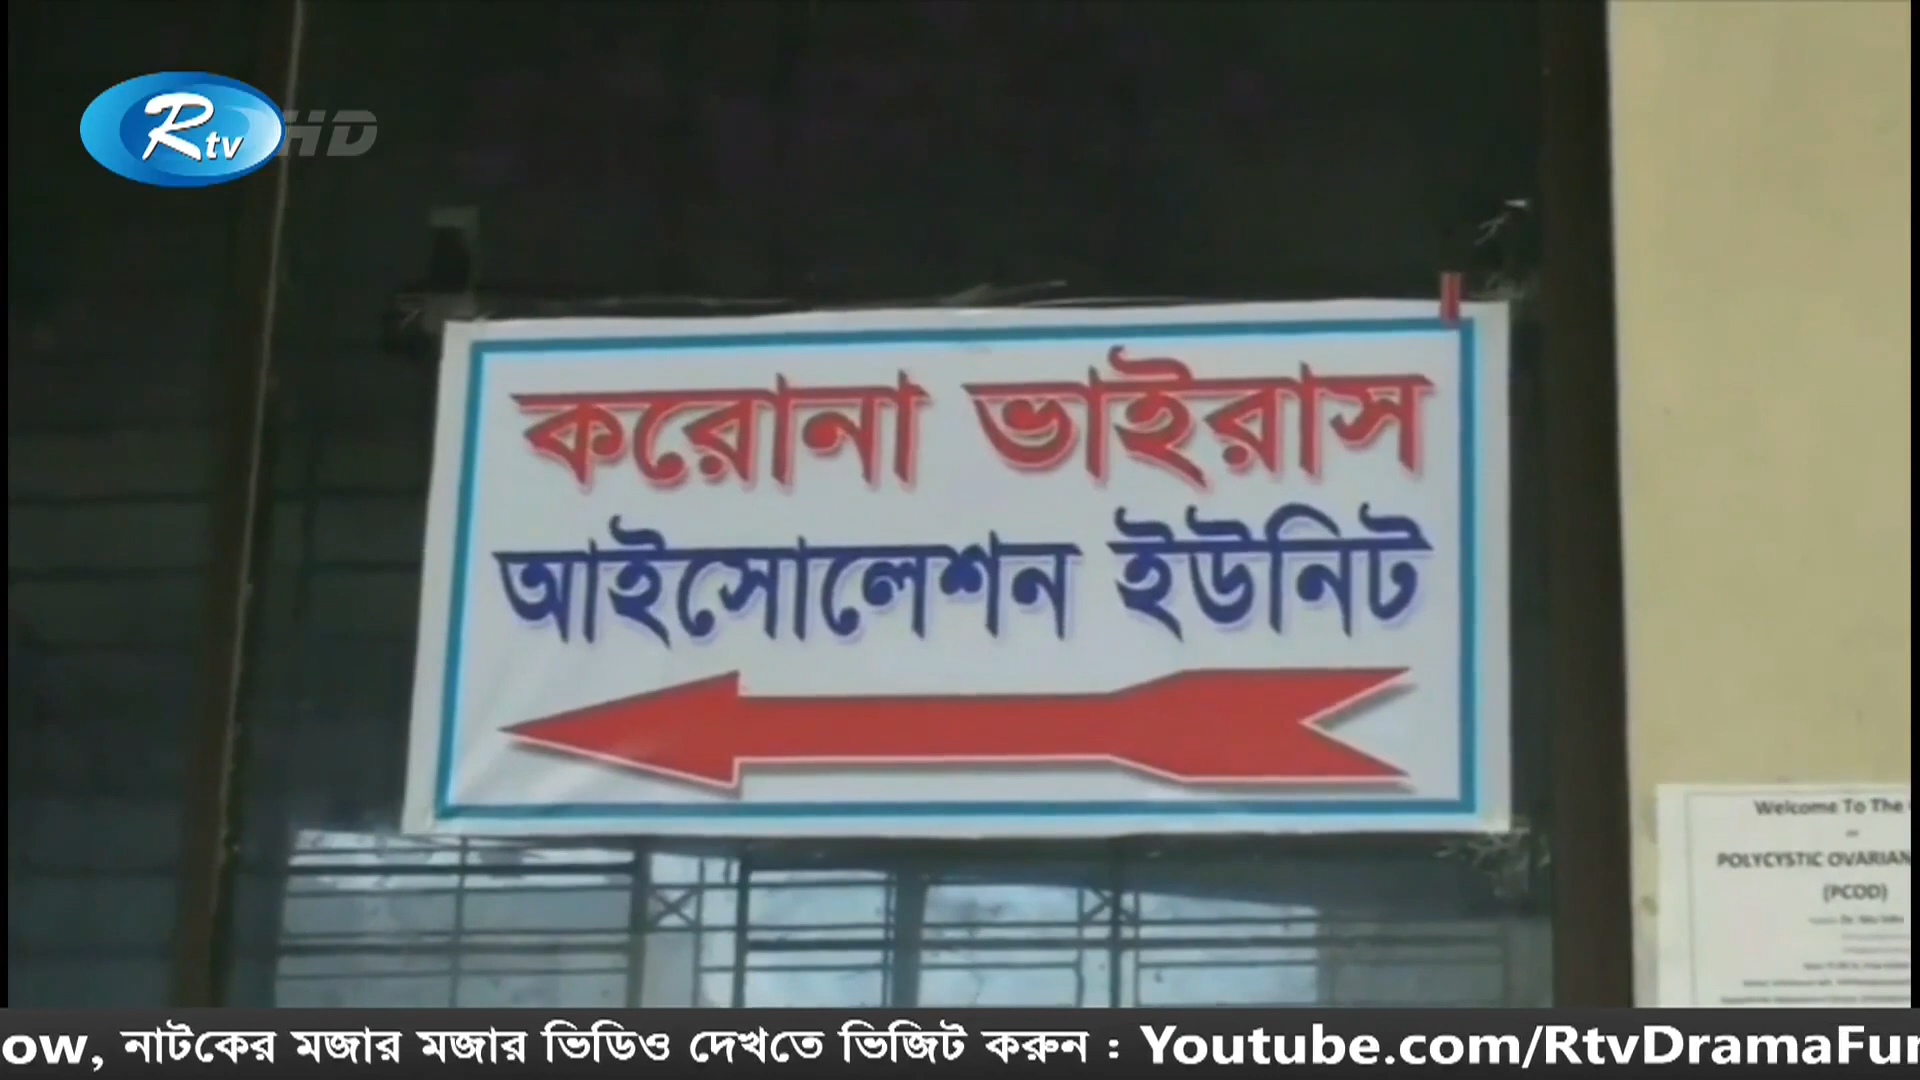 Rtv HD
করোনা ভাইরাস
আইসোলেশন ইউনিট
Welcome To The
POLYCYSTIC OVARIAN
(PCOD)
ow, নাটকের মজার মজার ভিডিও দেখতে ভিজিট করুন : Youtube.com/RtvDramaFun